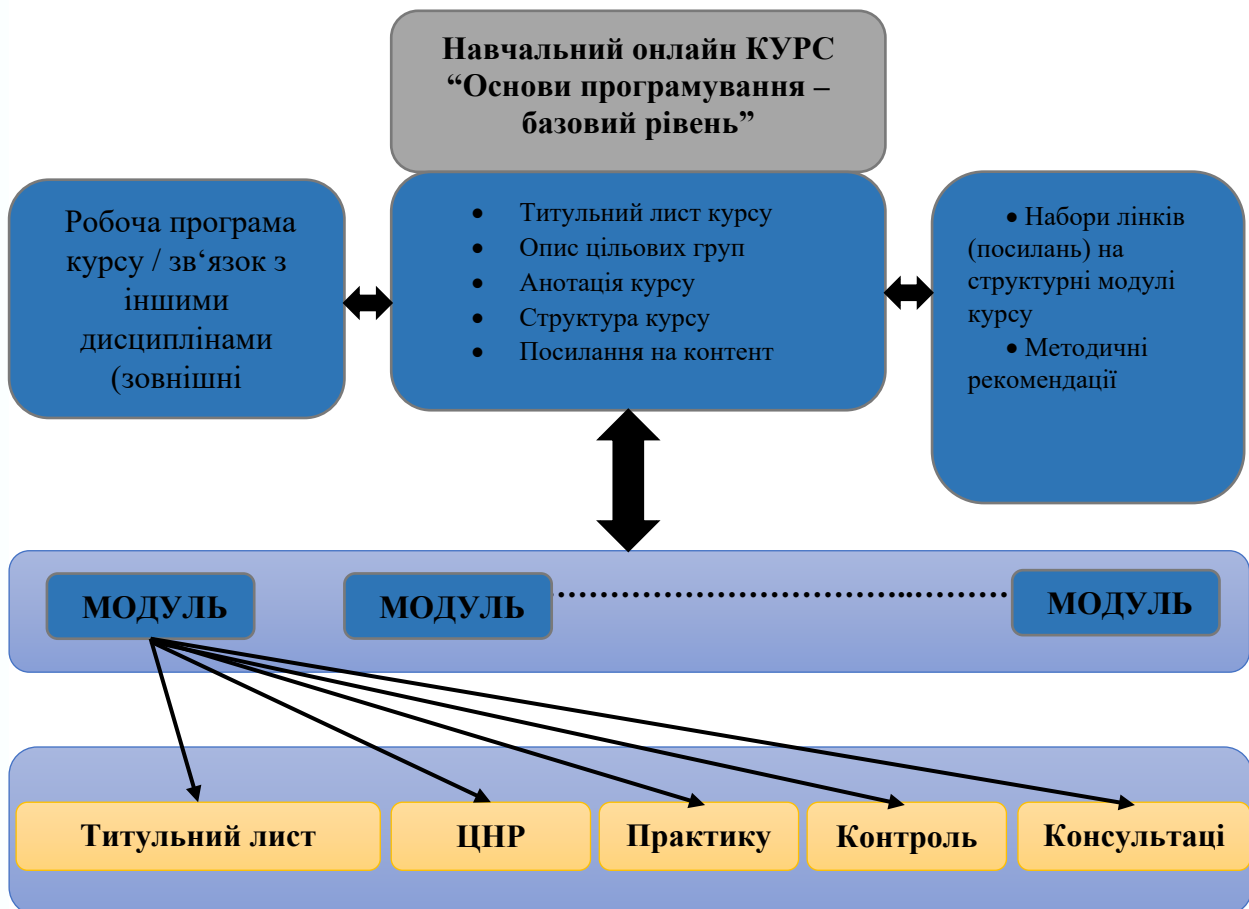 Навчальний онлайн КУРС
“Основи програмування –
базовий рівень”
Робоча програма
курсу / зв‘язок з
іншими
дисциплінами
(зовнішні
• Титульний лист курсу
• Опис цільових груп
• Анотація курсу
• Структура курсу
• Посилання на контент
• Набори лінків
(посилань) на
структурні модулі
курсу
• Методичні
рекомендації
МОДУЛЬ
МОДУЛЬ
МОДУЛЬ
Титульний лист
ЦНР
Практику
Контроль
Консультаці